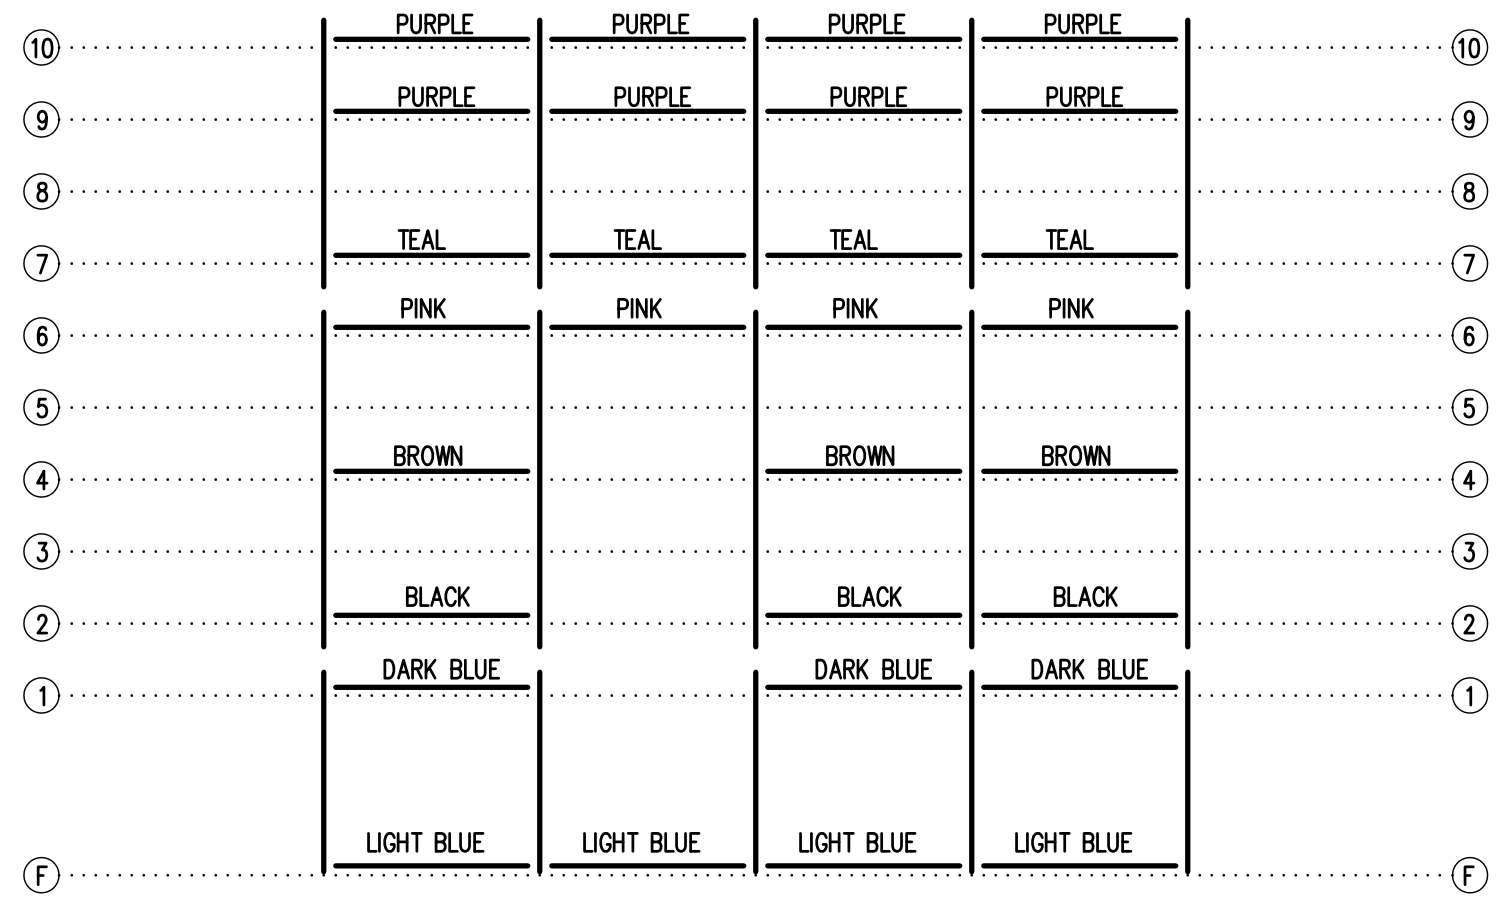 PURPLE PURPLE PURPLE PURPLE
10 10
PURPLE PURPLE PURPLE PURPLE
9 9
8 8
TEAL TEAL TEAL TEAL
7 7
PINK PINK PINK PINK
6 6
5 5
BROWN BROWN BROWN
4 4
3 3
BLACK BLACK BLACK
2 2
DARK BLUE DARK BLUE DARK BLUE
1 1
LIGHT BLUE LIGHT BLUE LIGHT BLUE LIGHT BLUE
F F